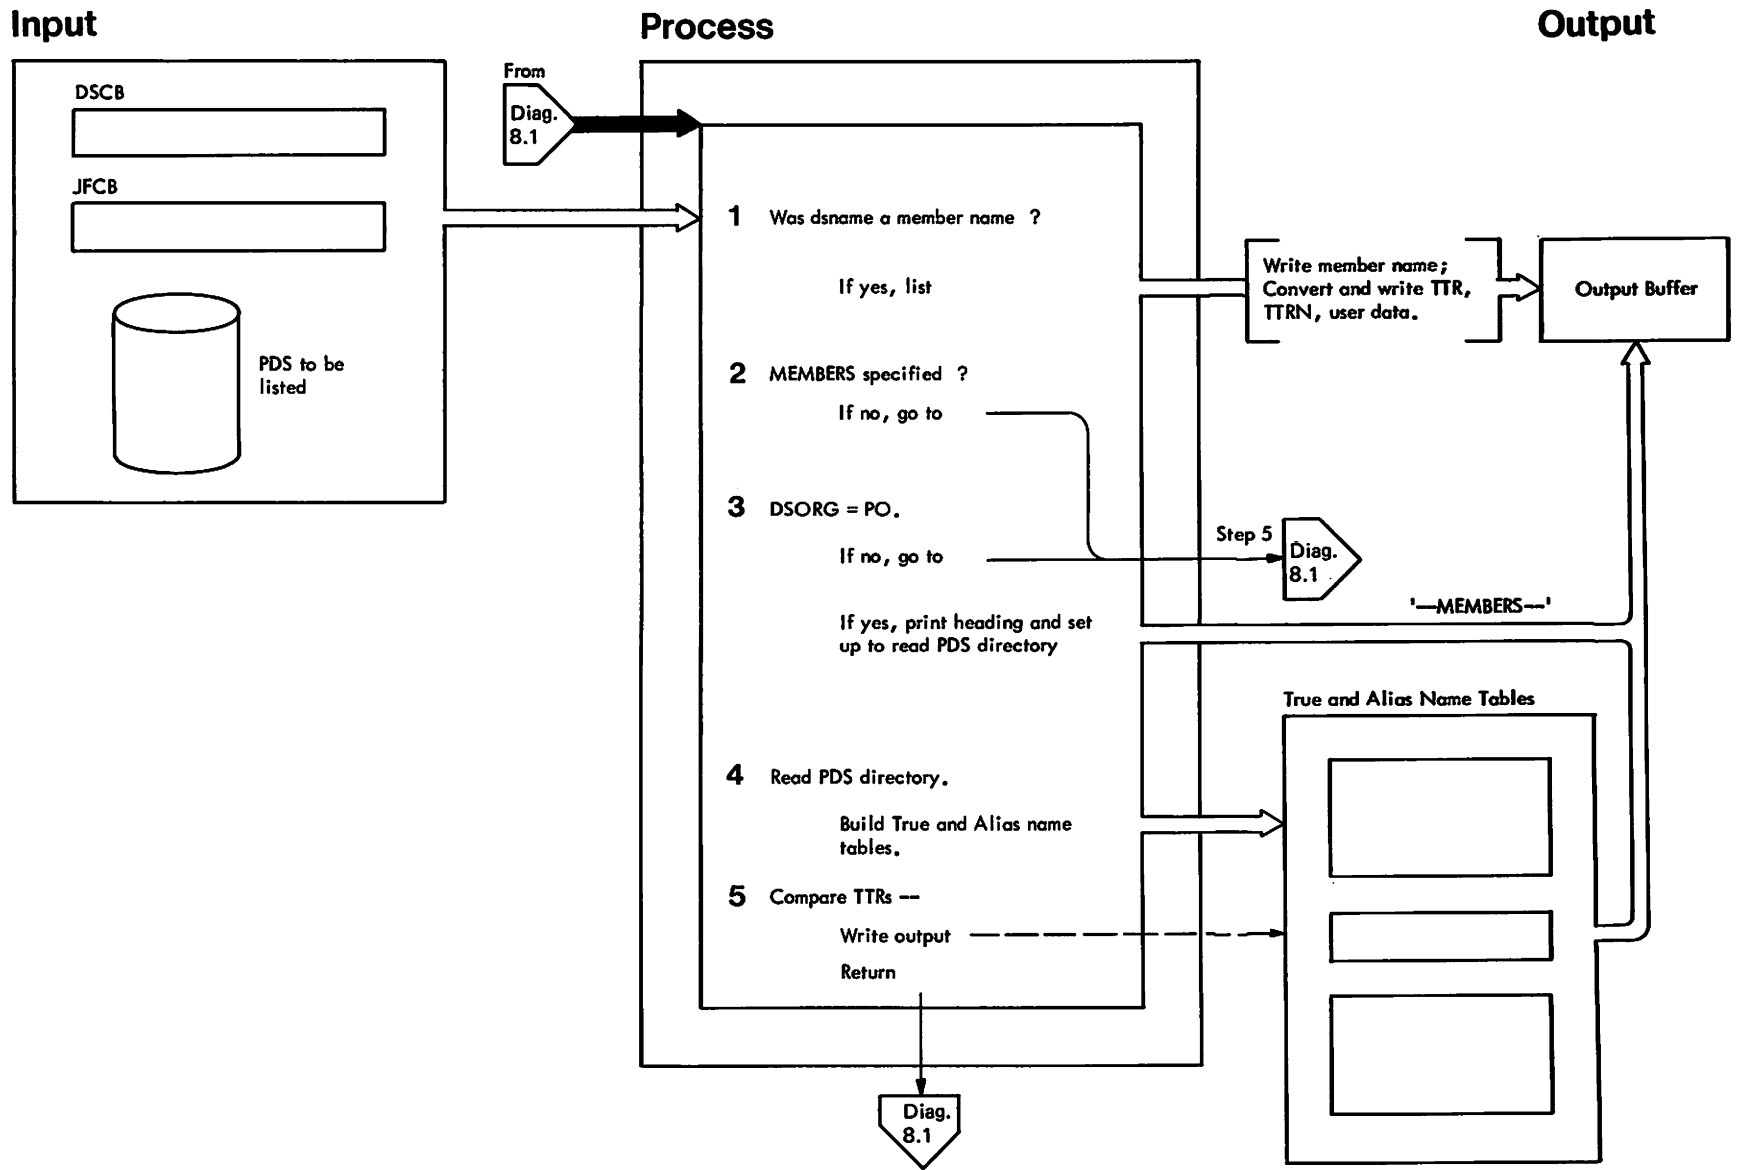 Input
Process
Output
DSCB
JFCB
PDS to be
listed
From
Diag.
8.1
1 Was dsname a member name ?
If yes, list
Write member name;
Convert and write TTR,
TTRN, user data.
Output Buffer
2 MEMBERS specified ?
If no, go to
3 DSORG = PO.
If no, go to
Step 5
Diag.
8.1
If yes, print heading and set
up to read PDS directory
'—MEMBERS—'
True and Alias Name Tables
4 Read PDS directory.
Build True and Alias name
tables.
5 Compare TTRs --
Write output
Return
Diag.
8.1